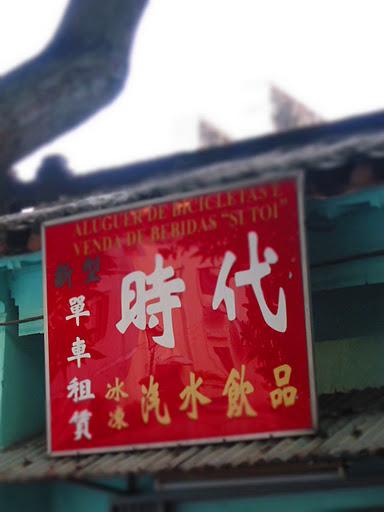 ALUGUER DE BICICLETAS E
VENDA DE BEBIDAS "SI TOI"
時代
新型
單車租賃
冰凍
汽水飲品